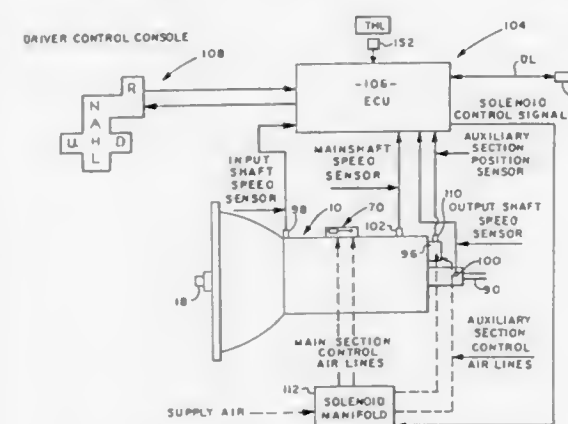 THL
DRIVER CONTROL CONSOLE
152
104
108
-106-
ECU
DL
R
N
A
H
L
U
D
SOLENOID
CONTROL SIGNAL
AUXILIARY
SECTION
POSITION
SENSOR
INPUT
SHAFT
SPEED
SENSOR
MAINSHAFT
SPEED
SENSOR
110
OUTPUT SHAFT
SPEED
SENSOR
98
10
70
102
96
100
90
18
MAIN SECTION
CONTROL
AIR LINES
AUXILIARY
SECTION
CONTROL
AIR LINES
112
SOLENOID
MANIFOLD
SUPPLY AIR